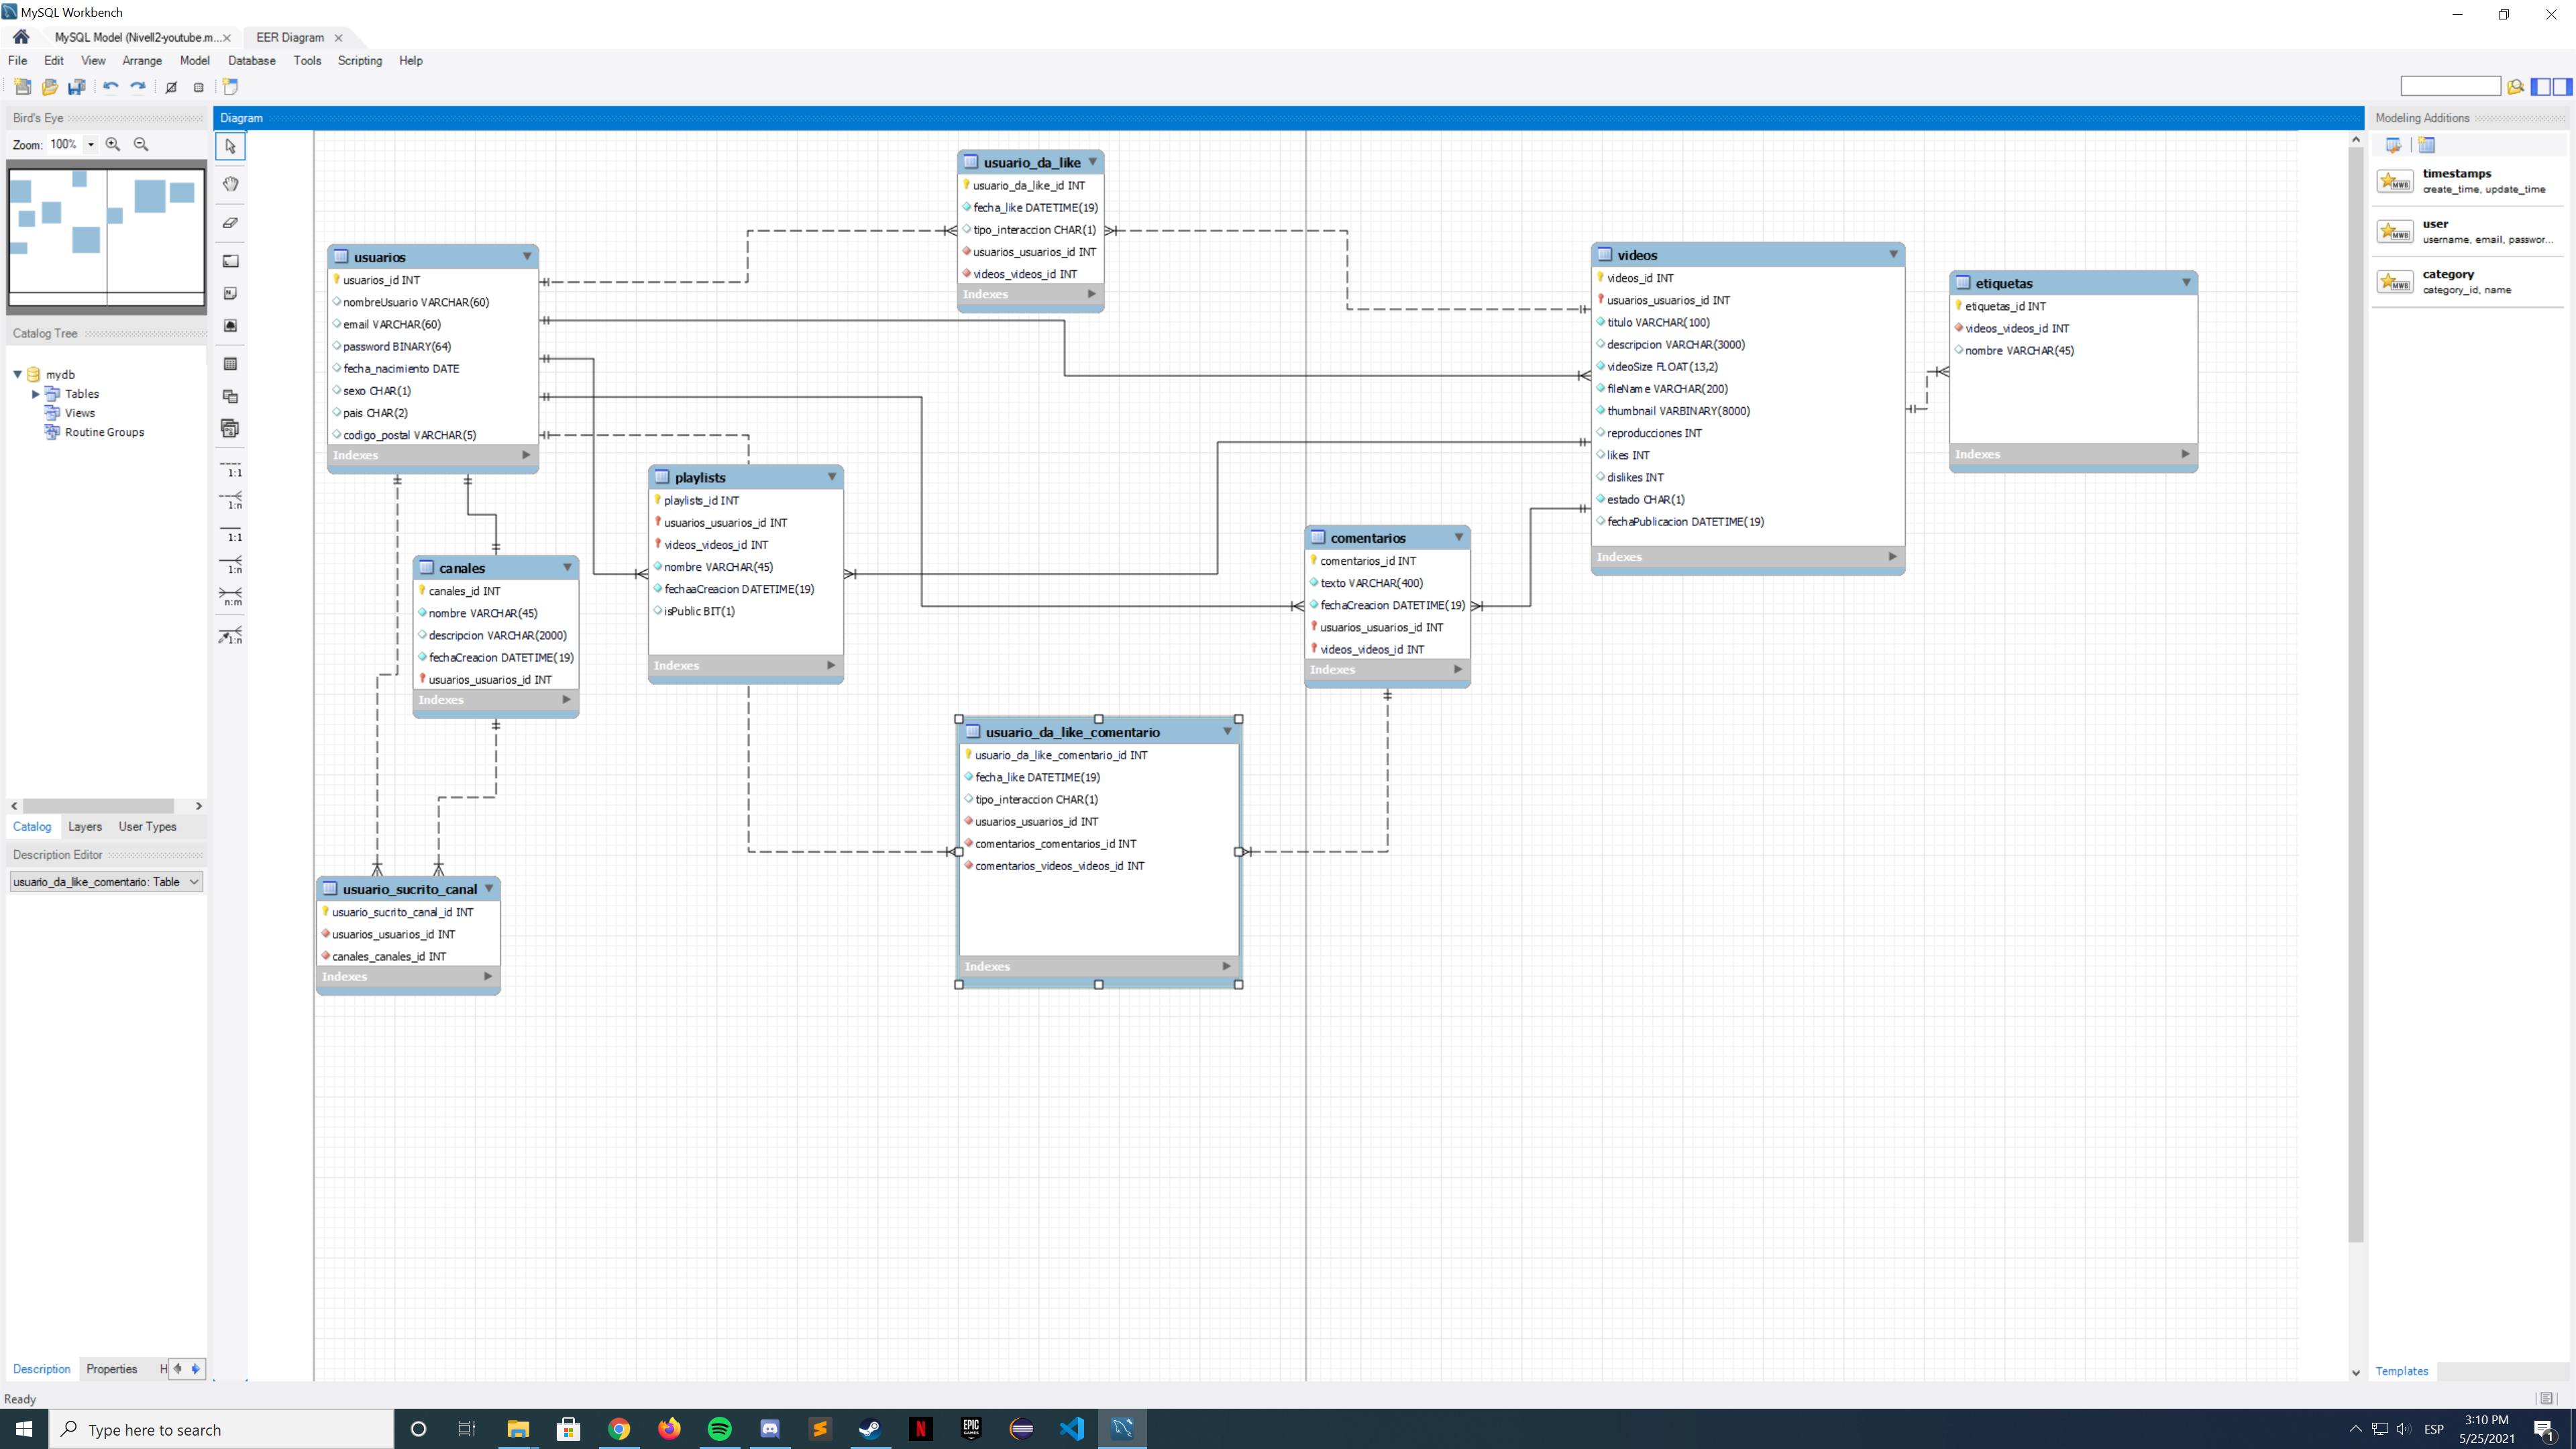 MySQL Workbench
MySQL Model (Nivell2-youtube.m...
EER Diagram
File Edit View Arrange Model Database Tools Scripting Help
Bird's Eye
Zoom: 100%
Catalog Tree
mydb
Tables
Views
Routine Groups
Catalog Layers User Types
Description Editor
usuario_da_like_comentario: Table
Description Properties H
Ready
Diagram
1:1
1:n
1:1
1:n
n:m
1:n
usuario_da_like
usuario_da_like_id INT
fecha_like DATETIME(19)
tipo_interaccion CHAR(1)
usuarios_usuarios_id INT
videos_videos_id INT
Indexes
usuarios
usuarios_id INT
nombreUsuario VARCHAR(60)
email VARCHAR(60)
password BINARY(64)
fecha_nacimiento DATE
sexo CHAR(1)
pais CHAR(2)
codigo_postal VARCHAR(5)
Indexes
videos
videos_id INT
usuarios_usuarios_id INT
titulo VARCHAR(100)
descripcion VARCHAR(3000)
videoSize FLOAT(13,2)
fileName VARCHAR(200)
thumbnail VARBINARY(8000)
reproducciones INT
likes INT
dislikes INT
estado CHAR(1)
fechaPublicacion DATETIME(19)
Indexes
etiquetas
etiquetas_id INT
videos_videos_id INT
nombre VARCHAR(45)
Indexes
playlists
playlists_id INT
usuarios_usuarios_id INT
videos_videos_id INT
nombre VARCHAR(45)
fechaaCreacion DATETIME(19)
isPublic BIT(1)
Indexes
comentarios
comentarios_id INT
texto VARCHAR(400)
fechaCreacion DATETIME(19)
usuarios_usuarios_id INT
videos_videos_id INT
Indexes
canales
canales_id INT
nombre VARCHAR(45)
descripcion VARCHAR(2000)
fechaCreacion DATETIME(19)
usuarios_usuarios_id INT
Indexes
usuario_da_like_comentario
usuario_da_like_comentario_id INT
fecha_like DATETIME(19)
tipo_interaccion CHAR(1)
usuarios_usuarios_id INT
comentarios_comentarios_id INT
comentarios_videos_videos_id INT
Indexes
usuario_sucrito_canal
usuario_sucrito_canal_id INT
usuarios_usuarios_id INT
canales_canales_id INT
Indexes
Modeling Additions
timestamps
create_time, update_time
user
username, email, passwor...
category
category_id, name
MWB
MWB
MWB
Templates
Type here to search
N
EPIC
GAMES
ESP
3:10 PM
5/25/2021
1